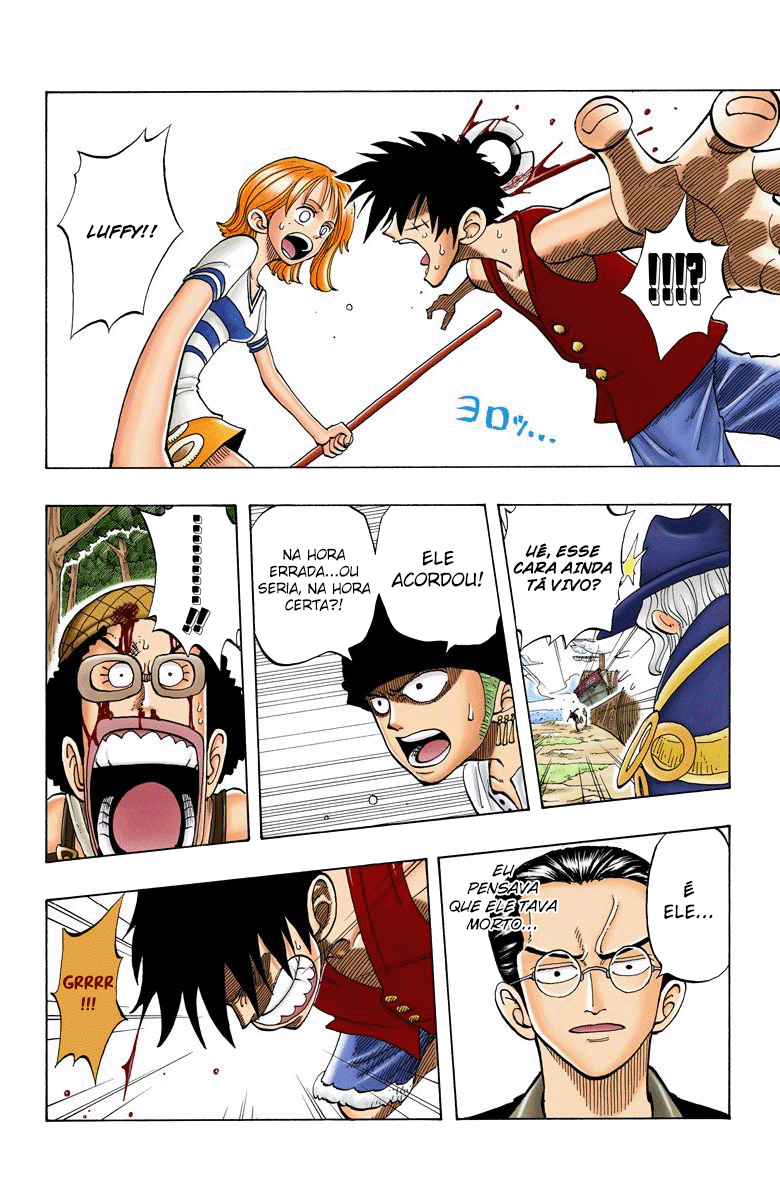 LUFFY!!
!!!?
ヨロッ...
UÉ, ESSE
CARA AINDA
TÁ VIVO?
ELE
ACORDOU!
NA HORA
ERRADA...OU
SERIA, NA HORA
CERTA?!
..........!!
É
ELE...
EU
PENSAVA
QUE ELE TAVA
MORTO...
GRRRR
!!!